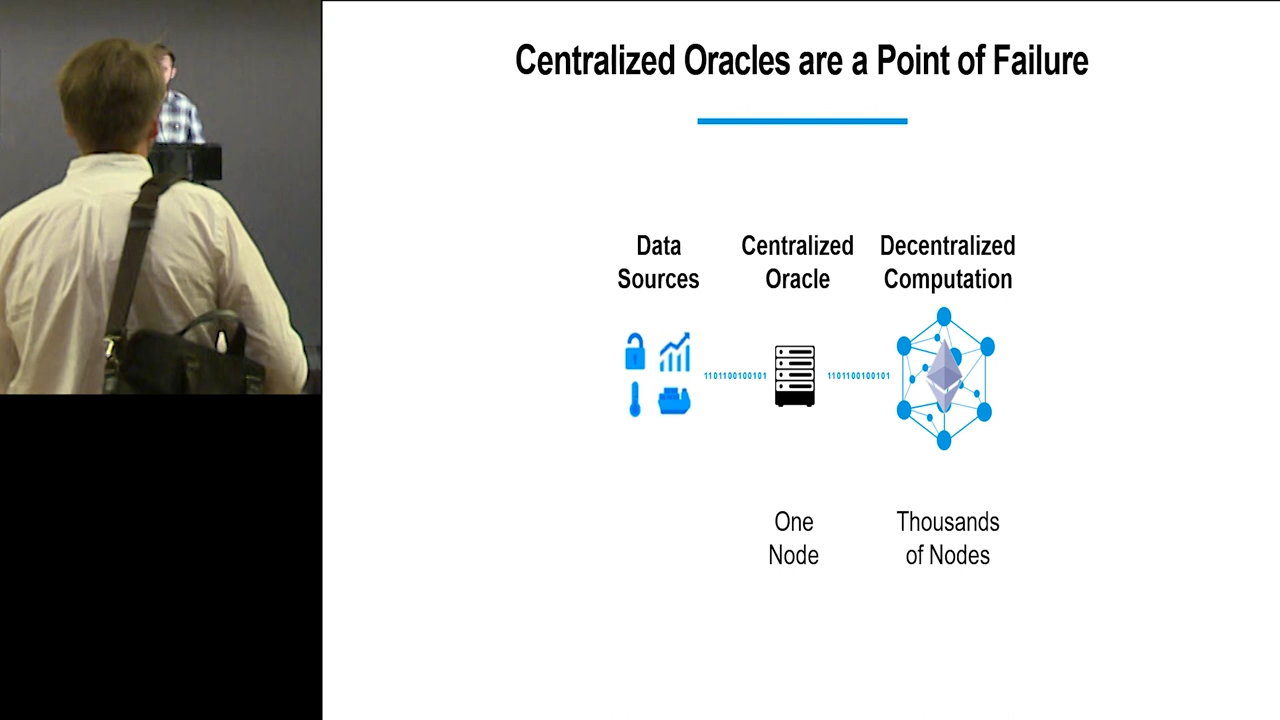 Centralized Oracles are a Point of Failure
Data
Sources
Centralized
Oracle
Decentralized
Computation
1101100100101
1101100100101
One
Node
Thousands
of Nodes